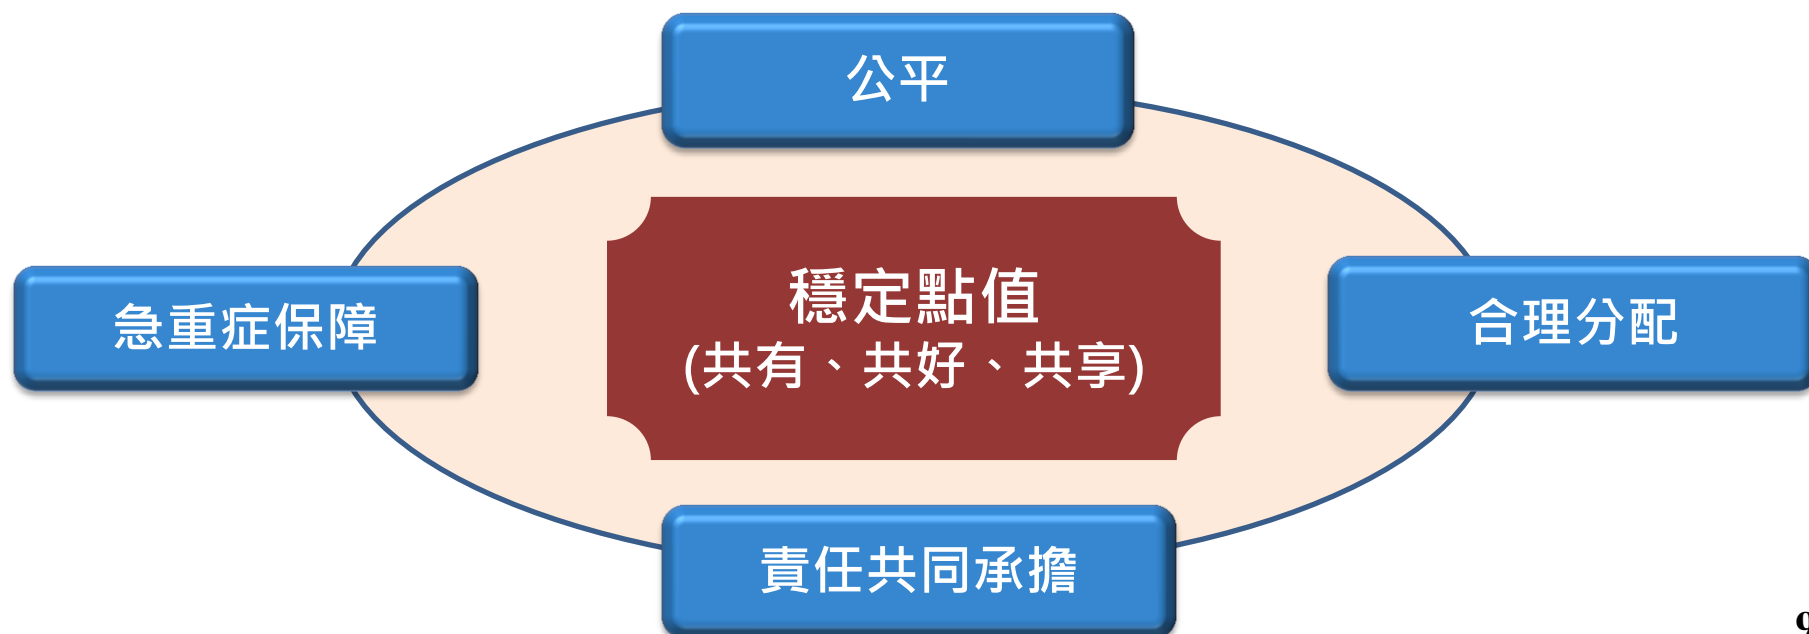 公平
急重症保障
穩定點值
(共有、共好、共享)
合理分配
責任共同承擔